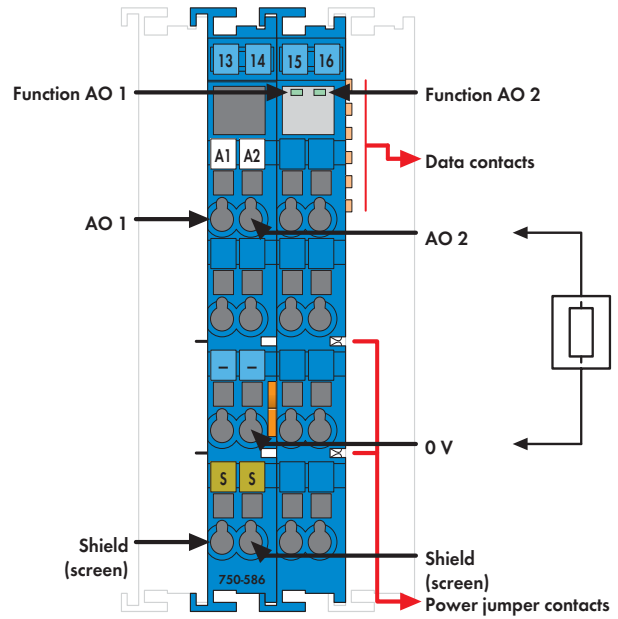 13 14 15 16
Function AO 1
Function AO 2
A1 A2
Data contacts
AO 1
AO 2
– –
0 V
S S
Shield
(screen)
Shield
(screen)
750-586
Power jumper contacts